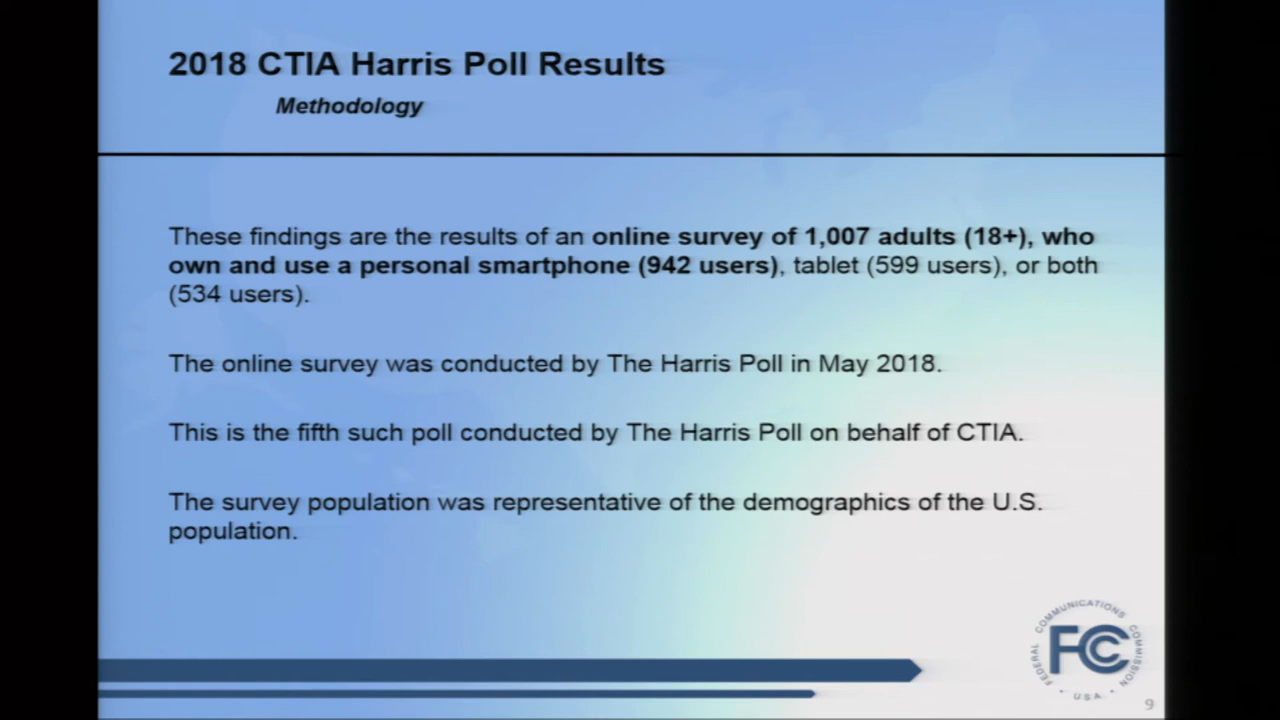 2018 CTIA Harris Poll Results
Methodology
These findings are the results of an online survey of 1,007 adults (18+), who
own and use a personal smartphone (942 users), tablet (599 users), or both
(534 users).
The online survey was conducted by The Harris Poll in May 2018.
This is the fifth such poll conducted by The Harris Poll on behalf of CTIA.
The survey population was representative of the demographics of the U.S.
population.
FEDERAL COMMUNICATIONS COMMISSION
FCC
• USA •
9